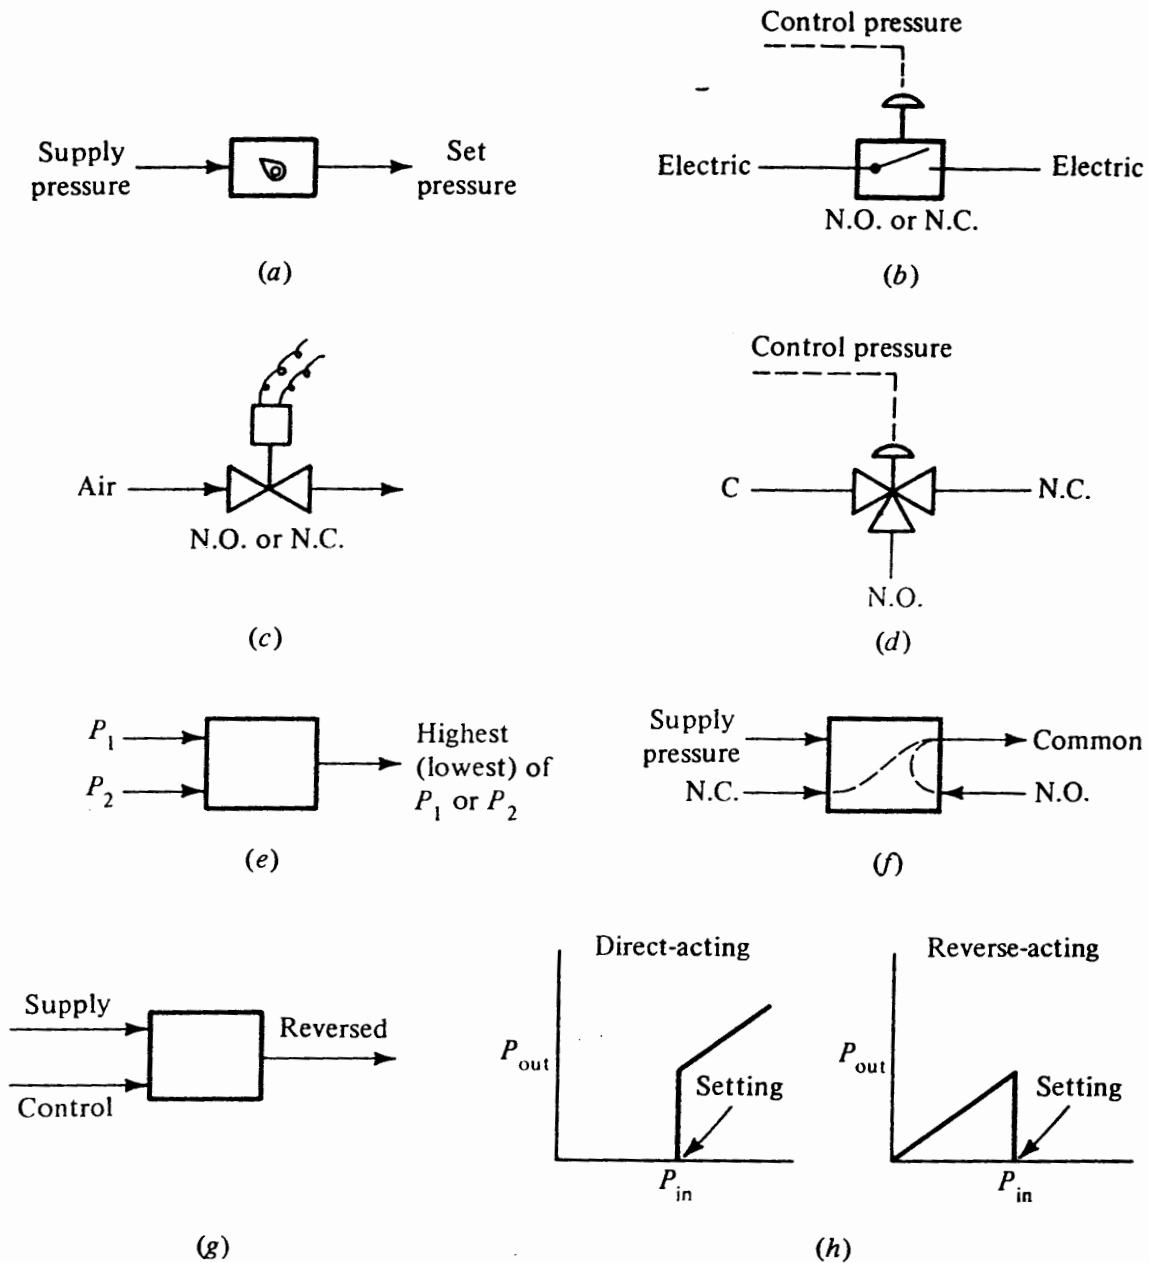 Supply
pressure
Set
pressure
(a)
Control pressure
Electric
Electric
N.O. or N.C.
(b)
Air
N.O. or N.C.
(c)
Control pressure
C
N.C.
N.O.
(d)
P1
P2
Highest
(lowest) of
P1 or P2
(e)
Supply
pressure
N.C.
Common
N.O.
(f)
Supply
Control
Reversed
(g)
Direct-acting
Pout
Setting
Pin
Reverse-acting
Pout
Setting
Pin
(h)